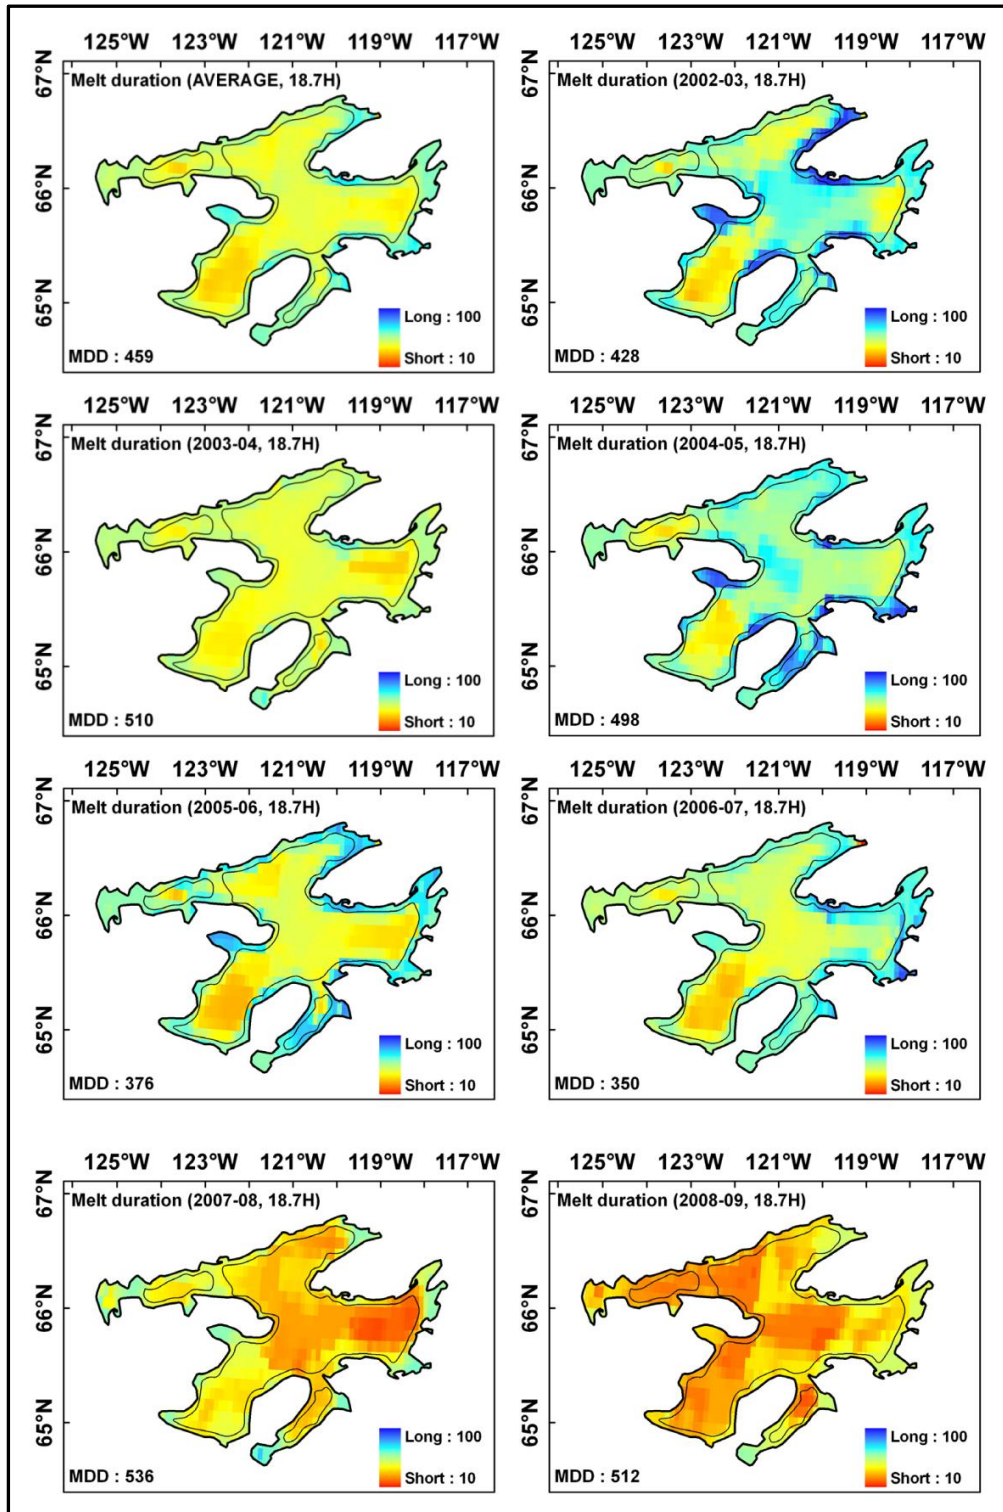 125°W 123°W 121°W 119°W 117°W
125°W 123°W 121°W 119°W 117°W
67°N
66°N
65°N
Melt duration (AVERAGE, 18.7H)
Long : 100
Short : 10
MDD : 459
67°N
66°N
65°N
Melt duration (2002-03, 18.7H)
Long : 100
Short : 10
MDD : 428
125°W 123°W 121°W 119°W 117°W
125°W 123°W 121°W 119°W 117°W
67°N
66°N
65°N
Melt duration (2003-04, 18.7H)
Long : 100
Short : 10
MDD : 510
67°N
66°N
65°N
Melt duration (2004-05, 18.7H)
Long : 100
Short : 10
MDD : 498
125°W 123°W 121°W 119°W 117°W
125°W 123°W 121°W 119°W 117°W
67°N
66°N
65°N
Melt duration (2005-06, 18.7H)
Long : 100
Short : 10
MDD : 376
67°N
66°N
65°N
Melt duration (2006-07, 18.7H)
Long : 100
Short : 10
MDD : 350
125°W 123°W 121°W 119°W 117°W
125°W 123°W 121°W 119°W 117°W
67°N
66°N
65°N
Melt duration (2007-08, 18.7H)
Long : 100
Short : 10
MDD : 536
67°N
66°N
65°N
Melt duration (2008-09, 18.7H)
Long : 100
Short : 10
MDD : 512